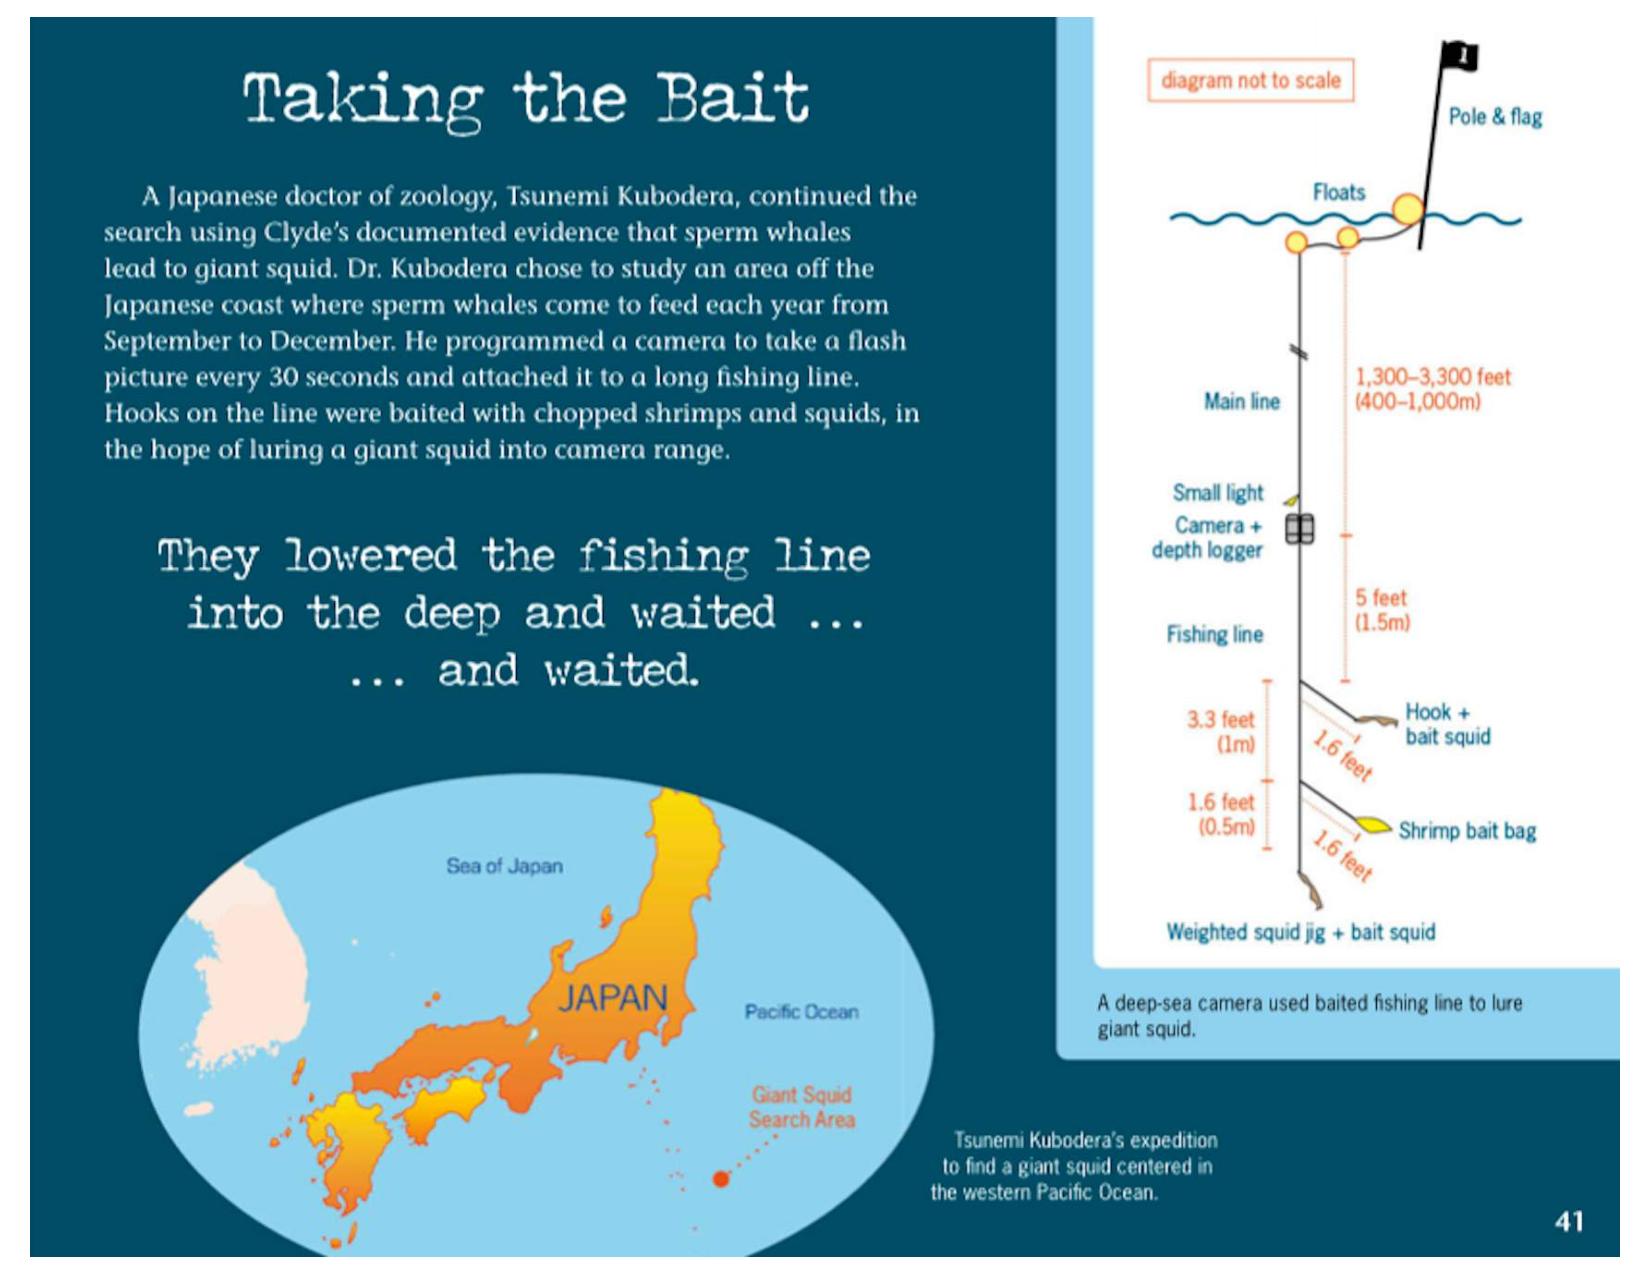 Taking the Bait
A Japanese doctor of zoology, Tsunemi Kubodera, continued the
search using Clyde's documented evidence that sperm whales
lead to giant squid. Dr. Kubodera chose to study an area off the
Japanese coast where sperm whales come to feed each year from
September to December. He programmed a camera to take a flash
picture every 30 seconds and attached it to a long fishing line.
Hooks on the line were baited with chopped shrimps and squids, in
the hope of luring a giant squid into camera range.
They lowered the fishing line
into the deep and waited ...
... and waited.
Sea of Japan
JAPAN
Pacific Ocean
Giant Squid
Search Area
Tsunemi Kubodera's expedition
to find a giant squid centered in
the western Pacific Ocean.
diagram not to scale
1
Pole & flag
Floats
1,300–3,300 feet
(400–1,000m)
Main line
Small light
Camera +
depth logger
5 feet
(1.5m)
Fishing line
3.3 feet
(1m)
Hook +
bait squid
1.6 feet
1.6 feet
(0.5m)
Shrimp bait bag
1.6 feet
Weighted squid jig + bait squid
A deep-sea camera used baited fishing line to lure
giant squid.
41